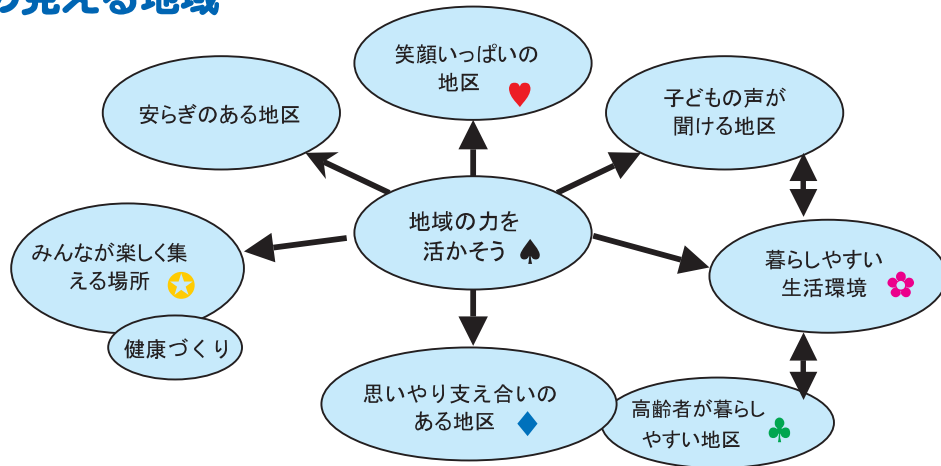 の見える地域
笑顔いっぱいの
地区
安らぎのある地区
子どもの声が
聞ける地区
地域の力を
活かそう
みんなが楽しく集
える場所
健康づくり
暮らしやすい
生活環境
思いやり支え合いの
ある地区
高齢者が暮らし
やすい地区